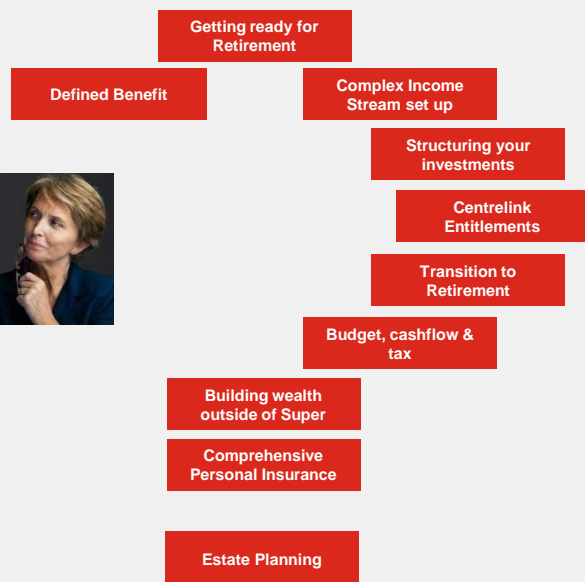 Getting ready for
Retirement
Defined Benefit
Complex Income
Stream set up
Structuring your
investments
Centrelink
Entitlements
Transition to
Retirement
Budget, cashflow &
tax
Building wealth
outside of Super
Comprehensive
Personal Insurance
Estate Planning